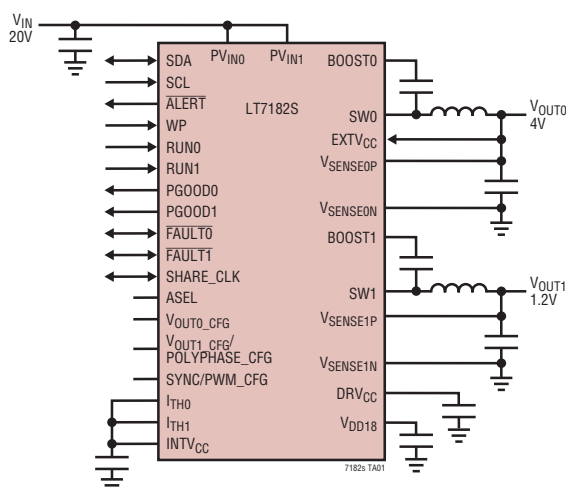 VIN
20V
PVIN0 PVIN1
LT7182S
SDA
SCL
ALERT
WP
RUN0
RUN1
PGOOD0
PGOOD1
FAULT0
FAULT1
SHARE_CLK
ASEL
VOUT0_CFG
VOUT1_CFG/
POLYPHASE_CFG
SYNC/PWM_CFG
ITH0
ITH1
INTVCC
BOOST0
SW0
EXTVCC
VSENSE0P
VSENSE0N
BOOST1
SW1
VSENSE1P
VSENSE1N
DRVCC
VDD18
VOUT0
4V
VOUT1
1.2V
7182s TA01